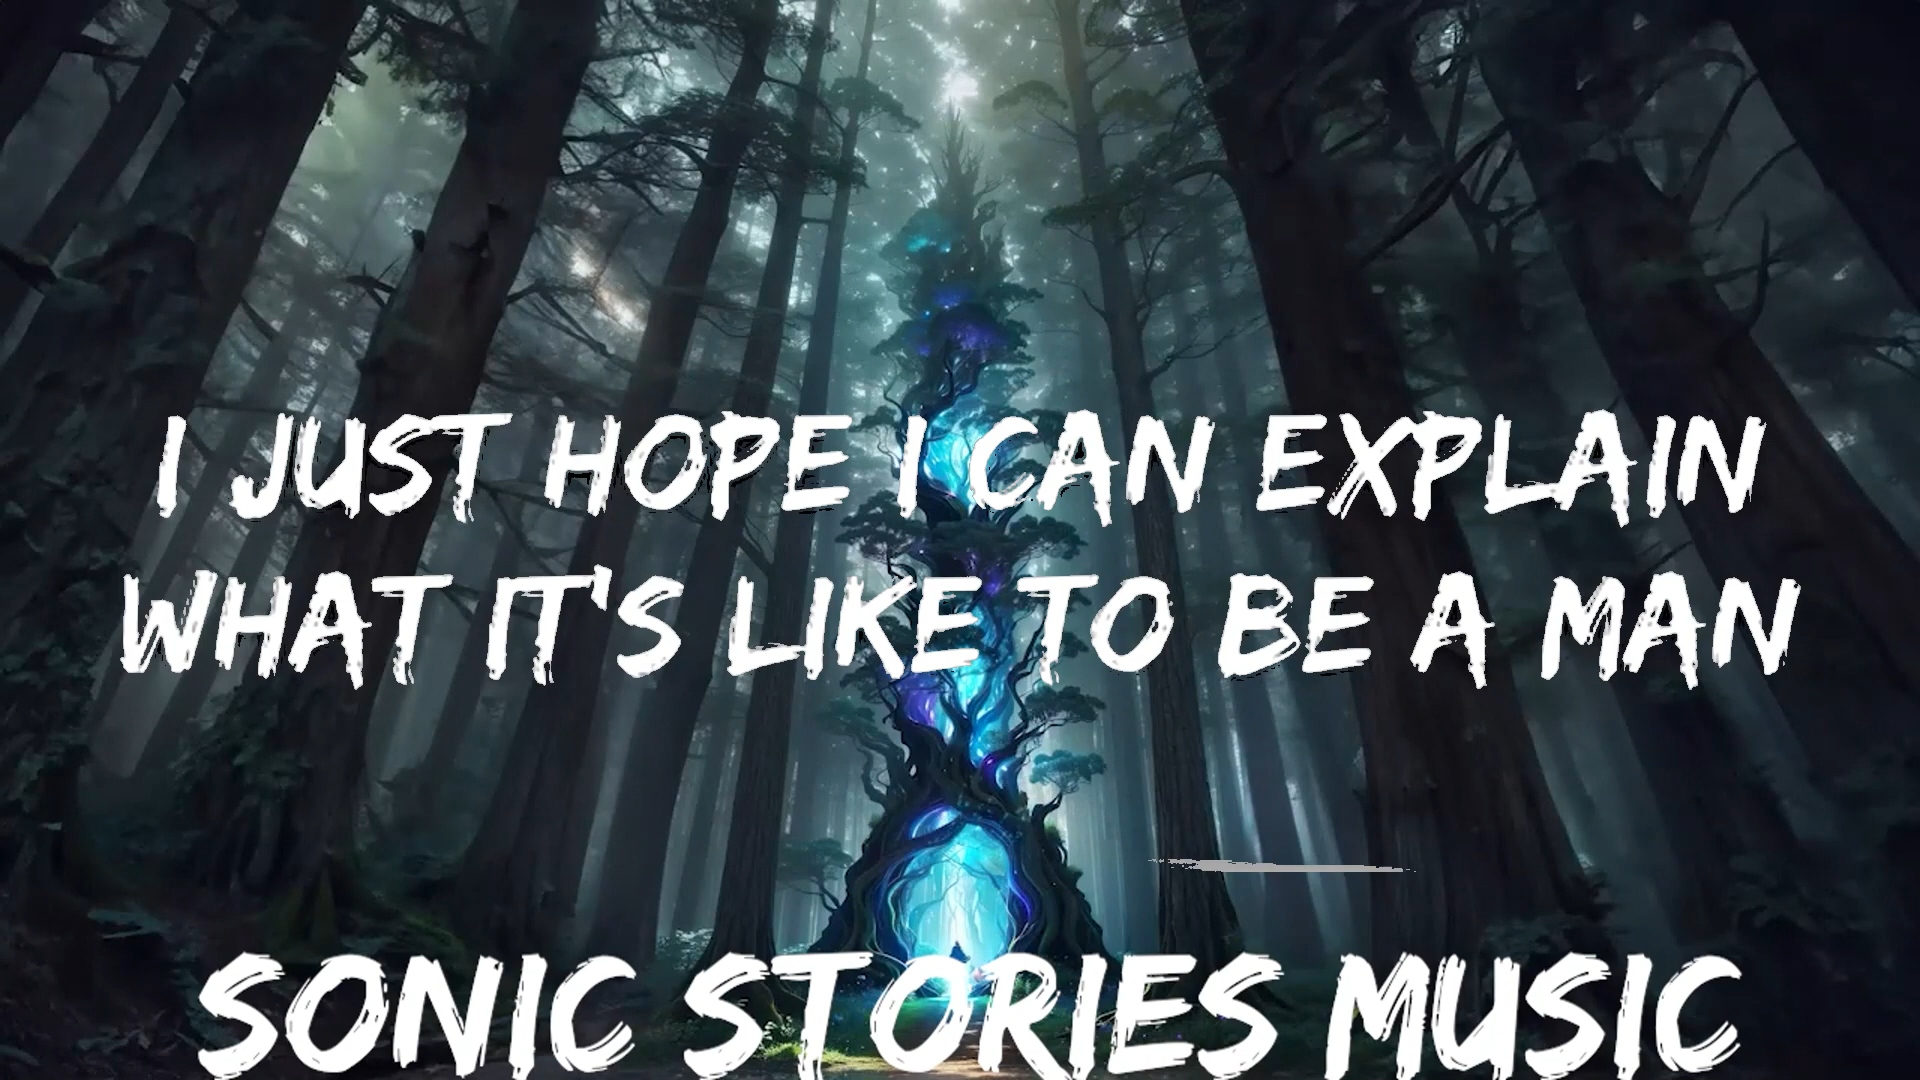 I JUST HOPE I CAN EXPLAIN
WHAT IT'S LIKE TO BE A MAN
SONIC STORIES MUSIC